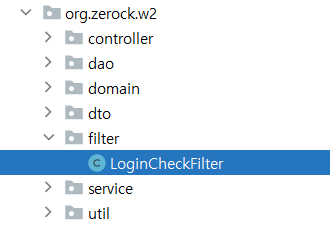 org.zerock.w2
controller
dao
domain
dto
filter
C LoginCheckFilter
service
util